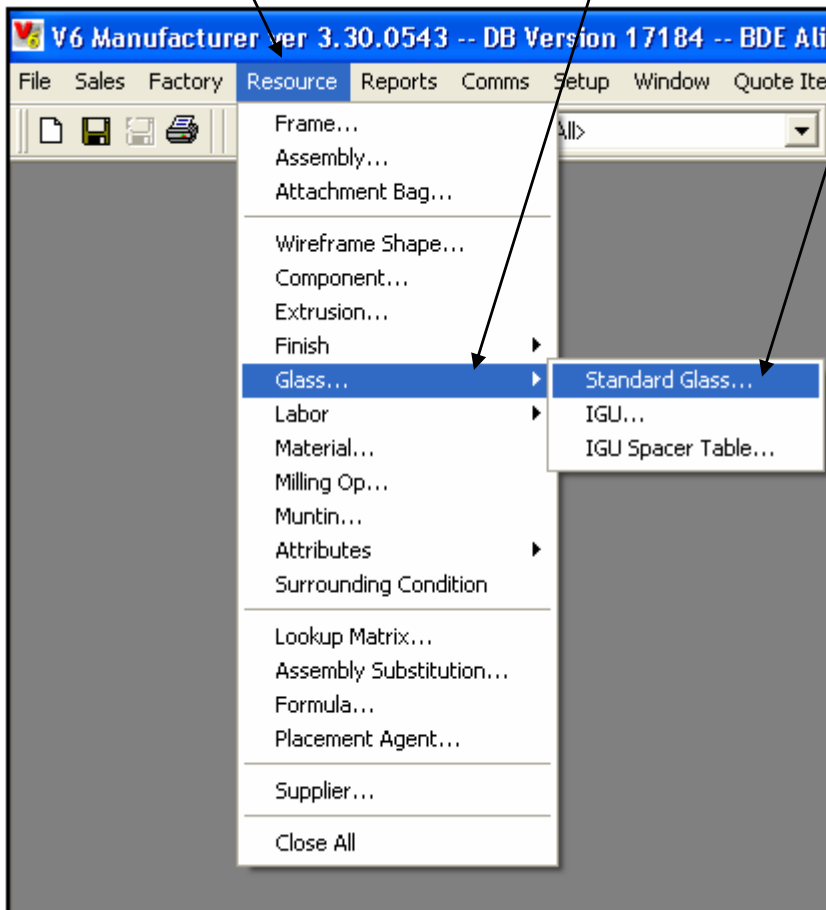 V6 Manufacturer ver 3.30.0543 -- DB Version 17184 -- BDE Ali
File Sales Factory Resource Reports Comms Setup Window Quote Ite
All>
Frame...
Assembly...
Attachment Bag...
Wireframe Shape...
Component...
Extrusion...
Finish
Glass... Standard Glass...
Labor IGU...
Material... IGU Spacer Table...
Milling Op...
Muntin...
Attributes
Surrounding Condition
Lookup Matrix...
Assembly Substitution...
Formula...
Placement Agent...
Supplier...
Close All